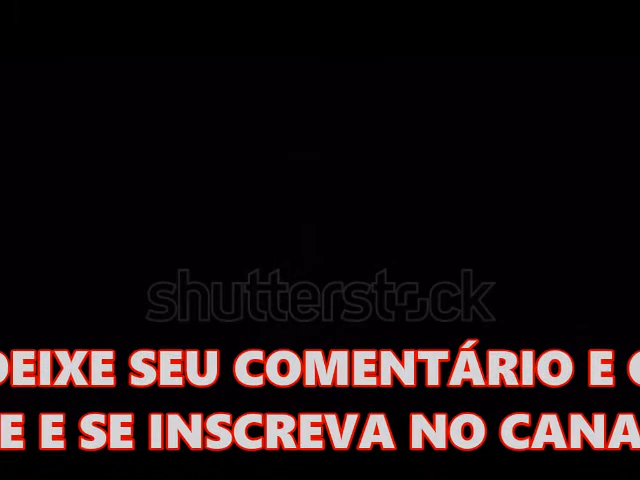 shutterstock
DEIXE SEU COMENTÁRIO E
E E SE INSCREVA NO CANA